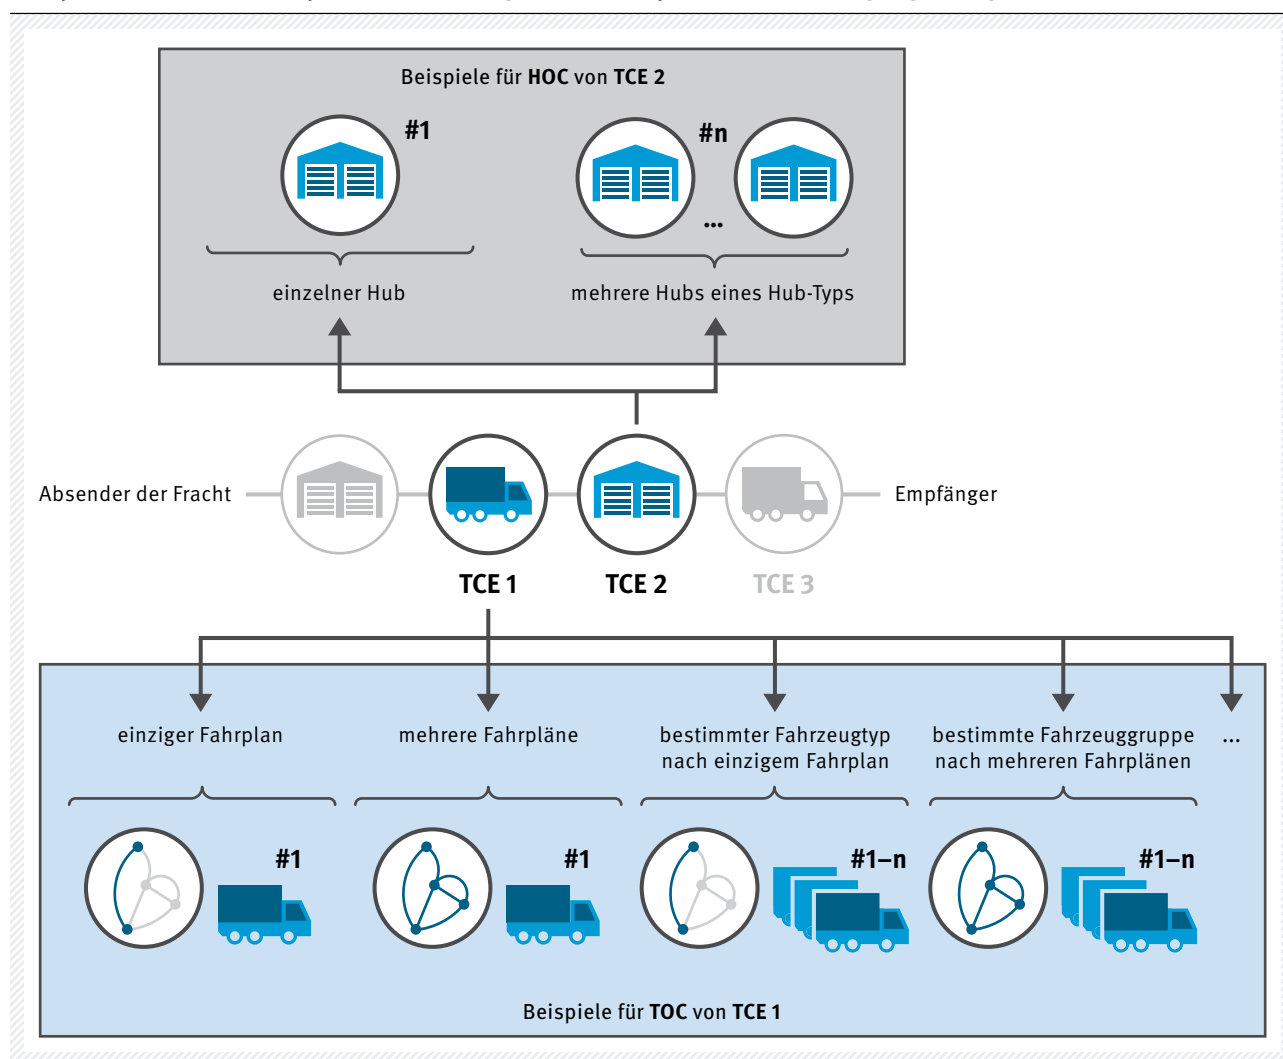 Beispiele für HOC von TCE 2
#1
#n
...
einzelner Hub
mehrere Hubs eines Hub-Typs
Absender der Fracht
Empfänger
TCE 1
TCE 2
TCE 3
einziger Fahrplan
mehrere Fahrpläne
bestimmter Fahrzeugtyp
nach einzigem Fahrplan
bestimmte Fahrzeuggruppe
nach mehreren Fahrplänen
...
#1
#1
#1–n
#1–n
Beispiele für TOC von TCE 1